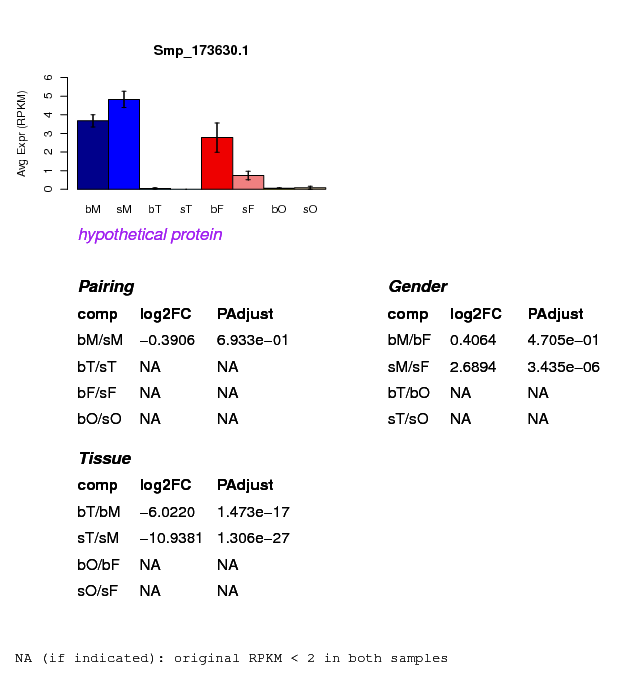 Smp_173630.1
Avg Expr (RPKM)
0 1 2 3 4 5 6
bM sM bT sT bF sF bO sO
hypothetical protein
Pairing
comp log2FC PAdjust
bM/sM −0.3906 6.933e−01
bT/sT NA NA
bF/sF NA NA
bO/sO NA NA
Gender
comp log2FC PAdjust
bM/bF 0.4064 4.705e−01
sM/sF 2.6894 3.435e−06
bT/bO NA NA
sT/sO NA NA
Tissue
comp log2FC PAdjust
bT/bM −6.0220 1.473e−17
sT/sM −10.9381 1.306e−27
bO/bF NA NA
sO/sF NA NA
NA (if indicated): original RPKM < 2 in both samples